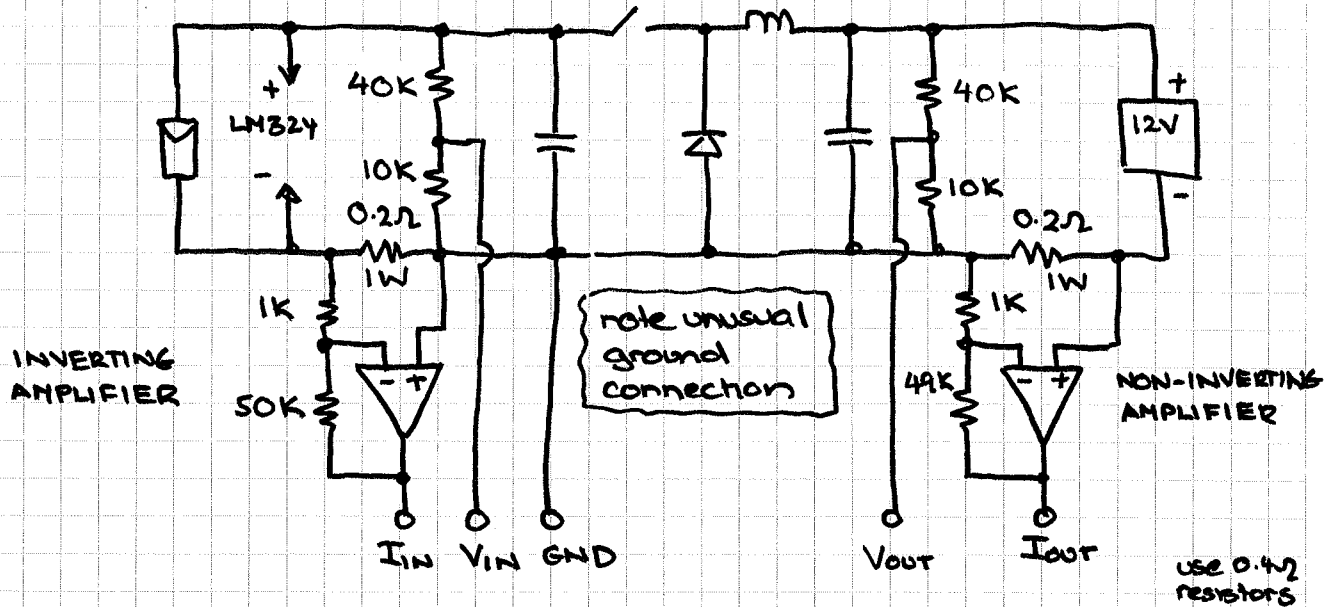 40K
+
LM324
-
10K
0.2Ω
1W
1K
- +
50K
INVERTING
AMPLIFIER
note unusual
ground
connection
40K
10K
+
12V
-
0.2Ω
1W
1K
- +
49K
NON-INVERTING
AMPLIFIER
IIN
VIN
GND
VOUT
IOUT
use 0.4Ω
resistors